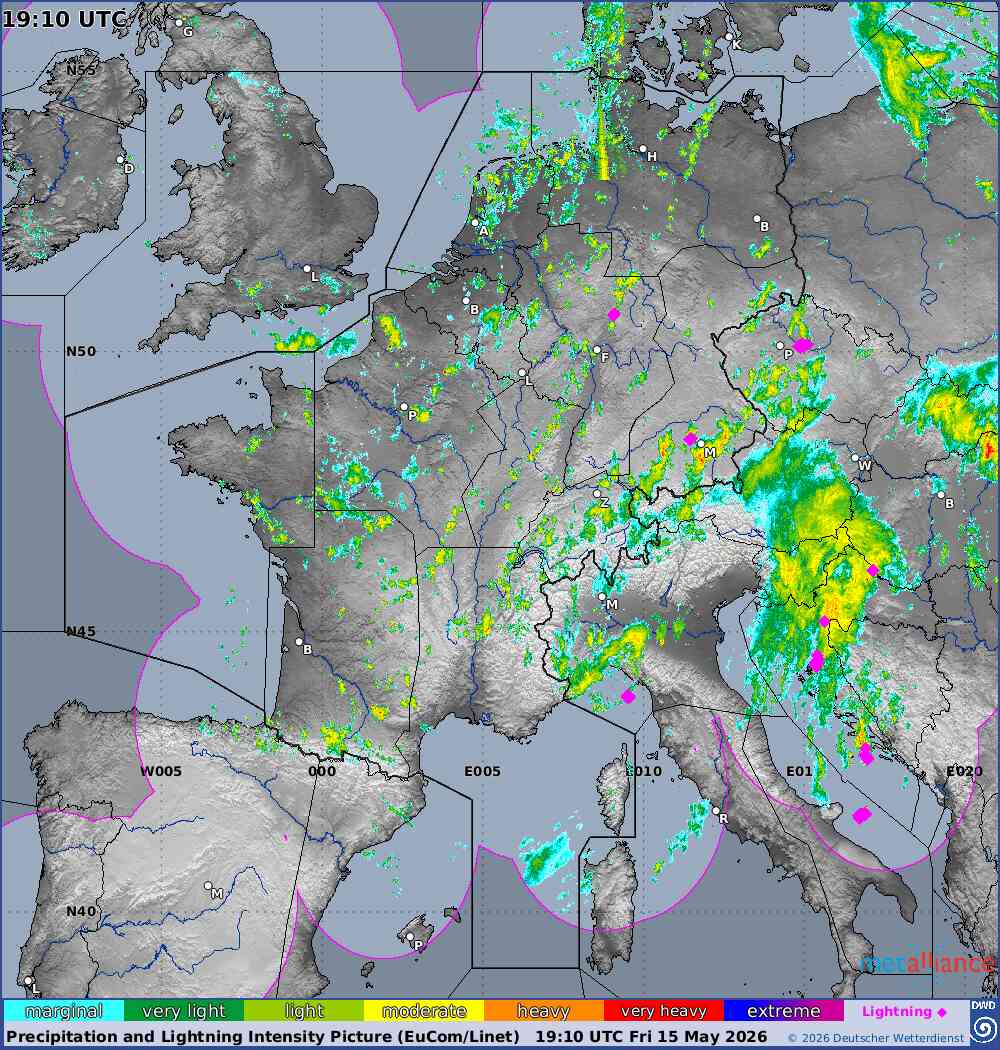 19:10 UTC
G
K
N55
D
H
A
B
B
L
B
N50
F
P
L
P
M
W
Z
B
M
N45
B
W005
000
E005
E010
E01
E020
R
M
N40
P
L
metalliance
marginal very light light moderate heavy very heavy extreme Lightning DWD
Precipitation and Lightning Intensity Picture (EuCom/Linet) 19:10 UTC Fri 15 May 2026 © 2026 Deutscher Wetterdienst